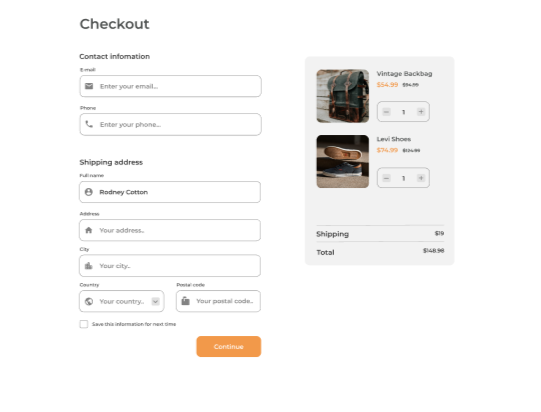 Checkout
Contact infomation
E-mail
Enter your email...
Phone
Enter your phone...
Shipping address
Full name
Rodney Cotton
Address
Your address..
City
Your city..
Country
Postal code
Your country..
Your postal code..
Save this information for next time
Continue
Vintage Backbag
$54.99 $94.99
1
Levi Shoes
$74.99 $124.99
1
Shipping $19
Total $148.98